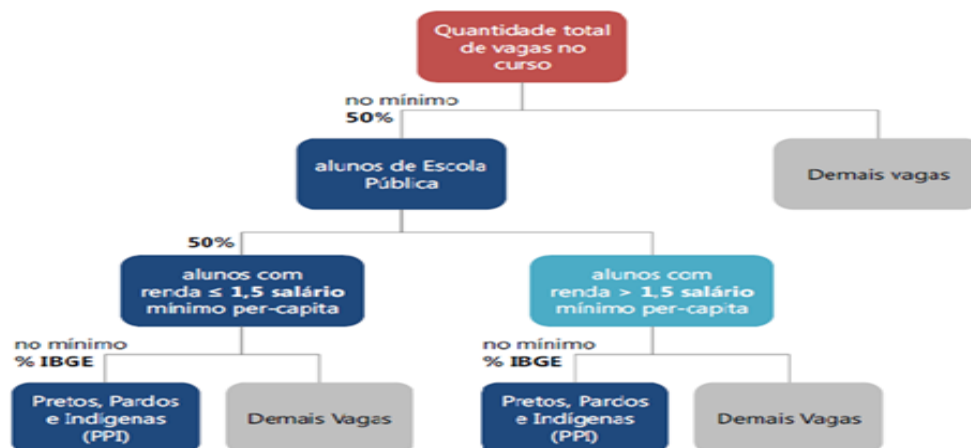 Quantidade total
de vagas no
curso
no mínimo
50%
alunos de Escola
Pública
Demais vagas
50%
alunos com
renda ≤ 1,5 salário
mínimo per-capita
alunos com
renda > 1,5 salário
mínimo per-capita
no mínimo
% IBGE
no mínimo
% IBGE
Pretos, Pardos
e Indígenas
(PPI)
Demais Vagas
Pretos, Pardos
e Indígenas
(PPI)
Demais Vagas